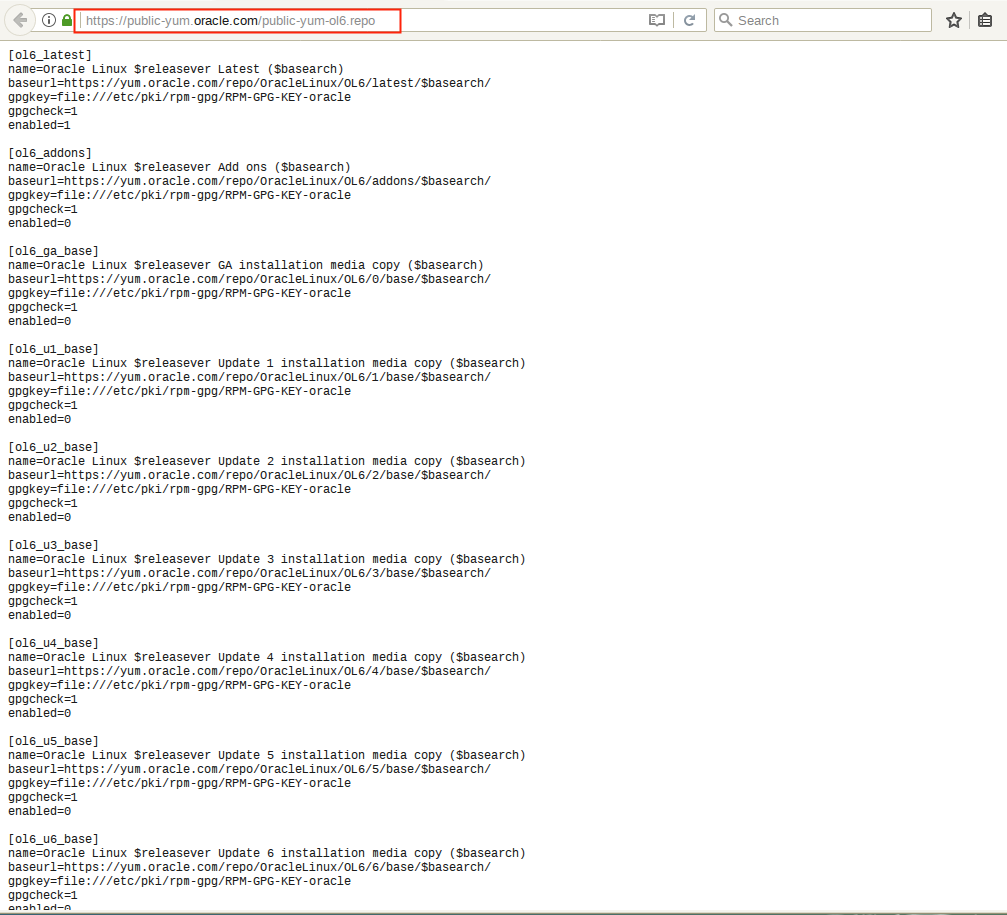 https://public-yum.oracle.com/public-yum-ol6.repo
Search
[ol6_latest]
name=Oracle Linux $releasever Latest ($basearch)
baseurl=https://yum.oracle.com/repo/OracleLinux/OL6/latest/$basearch/
gpgkey=file:///etc/pki/rpm-gpg/RPM-GPG-KEY-oracle
gpgcheck=1
enabled=1
[ol6_addons]
name=Oracle Linux $releasever Add ons ($basearch)
baseurl=https://yum.oracle.com/repo/OracleLinux/OL6/addons/$basearch/
gpgkey=file:///etc/pki/rpm-gpg/RPM-GPG-KEY-oracle
gpgcheck=1
enabled=0
[ol6_ga_base]
name=Oracle Linux $releasever GA installation media copy ($basearch)
baseurl=https://yum.oracle.com/repo/OracleLinux/OL6/0/base/$basearch/
gpgkey=file:///etc/pki/rpm-gpg/RPM-GPG-KEY-oracle
gpgcheck=1
enabled=0
[ol6_u1_base]
name=Oracle Linux $releasever Update 1 installation media copy ($basearch)
baseurl=https://yum.oracle.com/repo/OracleLinux/OL6/1/base/$basearch/
gpgkey=file:///etc/pki/rpm-gpg/RPM-GPG-KEY-oracle
gpgcheck=1
enabled=0
[ol6_u2_base]
name=Oracle Linux $releasever Update 2 installation media copy ($basearch)
baseurl=https://yum.oracle.com/repo/OracleLinux/OL6/2/base/$basearch/
gpgkey=file:///etc/pki/rpm-gpg/RPM-GPG-KEY-oracle
gpgcheck=1
enabled=0
[ol6_u3_base]
name=Oracle Linux $releasever Update 3 installation media copy ($basearch)
baseurl=https://yum.oracle.com/repo/OracleLinux/OL6/3/base/$basearch/
gpgkey=file:///etc/pki/rpm-gpg/RPM-GPG-KEY-oracle
gpgcheck=1
enabled=0
[ol6_u4_base]
name=Oracle Linux $releasever Update 4 installation media copy ($basearch)
baseurl=https://yum.oracle.com/repo/OracleLinux/OL6/4/base/$basearch/
gpgkey=file:///etc/pki/rpm-gpg/RPM-GPG-KEY-oracle
gpgcheck=1
enabled=0
[ol6_u5_base]
name=Oracle Linux $releasever Update 5 installation media copy ($basearch)
baseurl=https://yum.oracle.com/repo/OracleLinux/OL6/5/base/$basearch/
gpgkey=file:///etc/pki/rpm-gpg/RPM-GPG-KEY-oracle
gpgcheck=1
enabled=0
[ol6_u6_base]
name=Oracle Linux $releasever Update 6 installation media copy ($basearch)
baseurl=https://yum.oracle.com/repo/OracleLinux/OL6/6/base/$basearch/
gpgkey=file:///etc/pki/rpm-gpg/RPM-GPG-KEY-oracle
gpgcheck=1
enabled=0